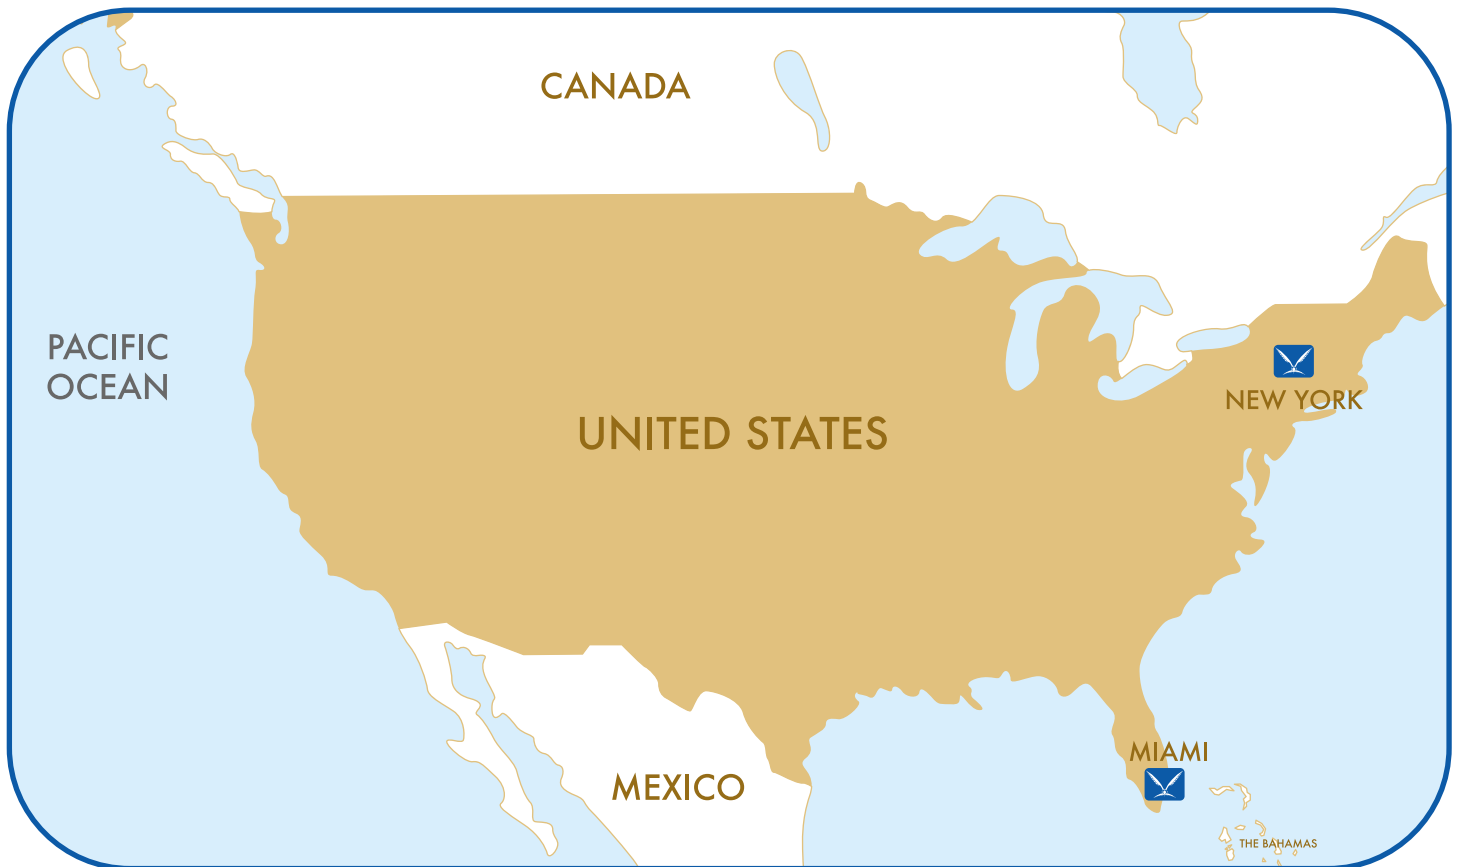 CANADA
PACIFIC
OCEAN
NEW YORK
UNITED STATES
MIAMI
MEXICO
THE BAHAMAS